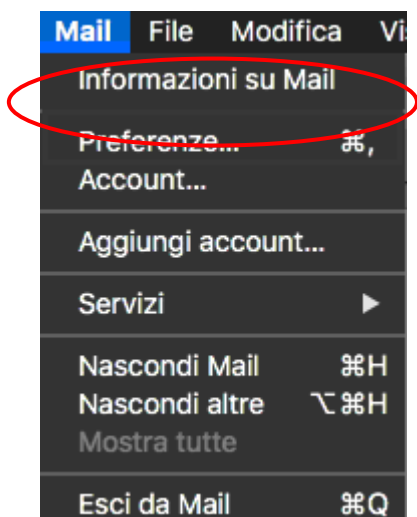 Mail File Modifica Vi
Informazioni su Mail
Preferenze... ⌘,
Account...
Aggiungi account...
Servizi ▶
Nascondi Mail ⌘H
Nascondi altre ⌥⌘H
Mostra tutte
Esci da Mail ⌘Q